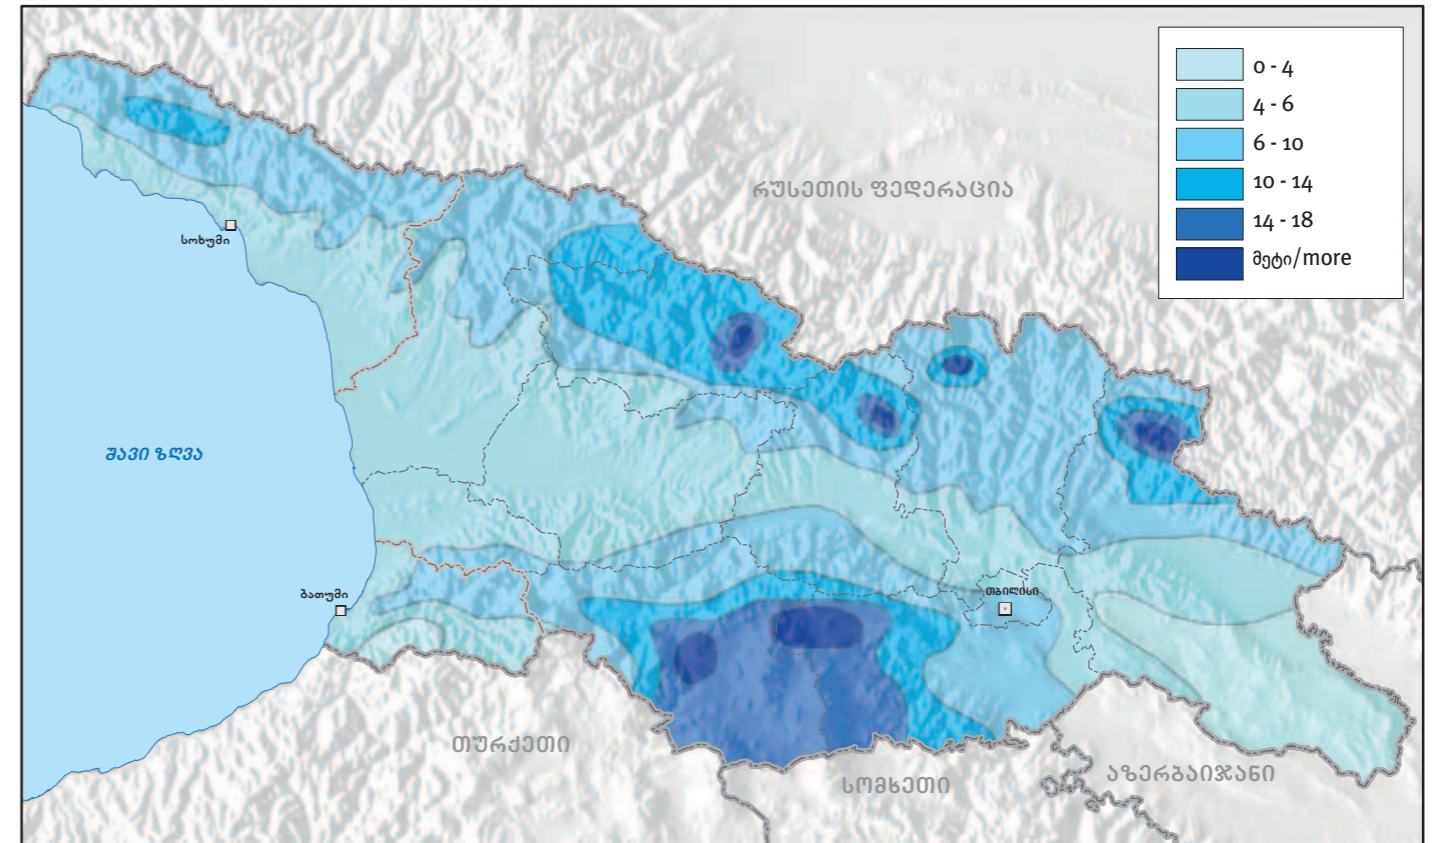 0 - 4
4 - 6
6 - 10
10 - 14
14 - 18
მეტი/more
რუსეთის ფედერაცია
სოხუმი
შავი ზღვა
ბათუმი
თბილისი
თურქეთი
სომხეთი
აზერბაიჯანი